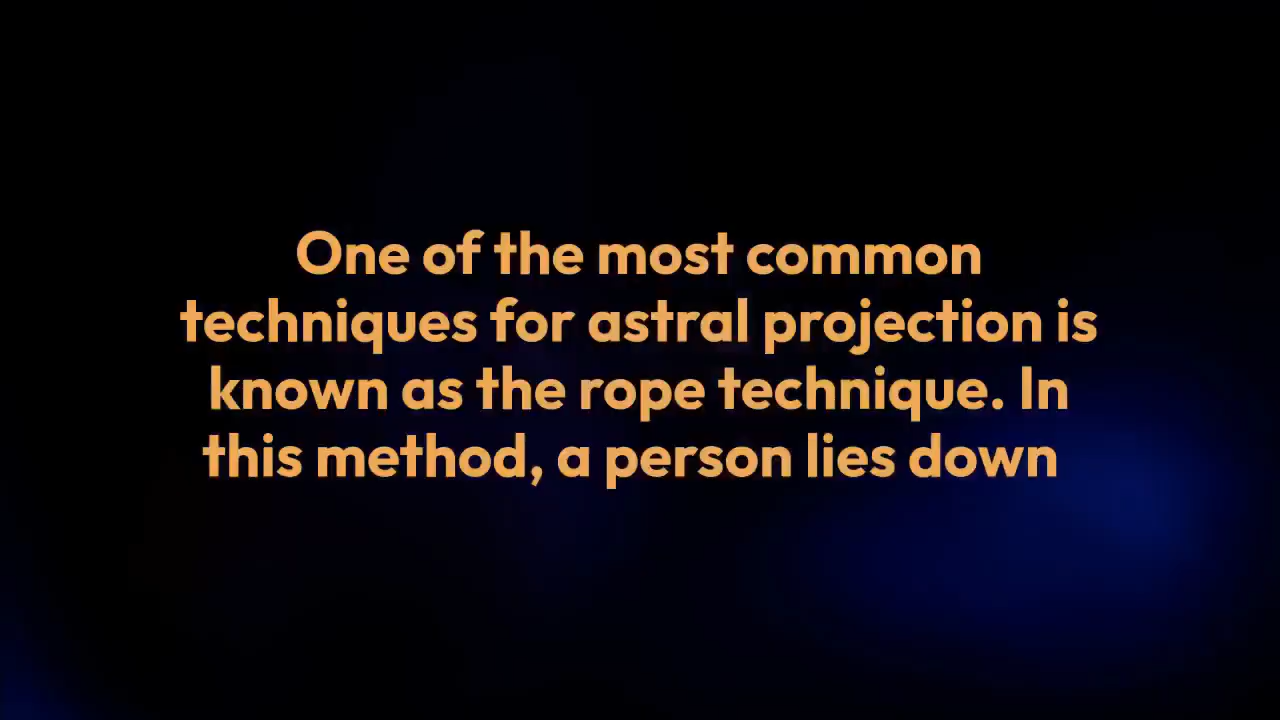 One of the most common
techniques for astral projection is
known as the rope technique. In
this method, a person lies down